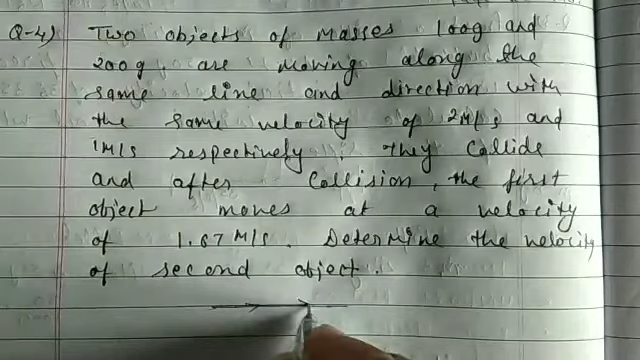 Q-4) Two objects of Masses 100g and
200g, are moving along the
same line and direction with
the same velocity of 2M/s and
1M/s respectively. They Collide
and after Collision, the first
object moves at a velocity
of 1.67 M/s. Determine the velocity
of second object.